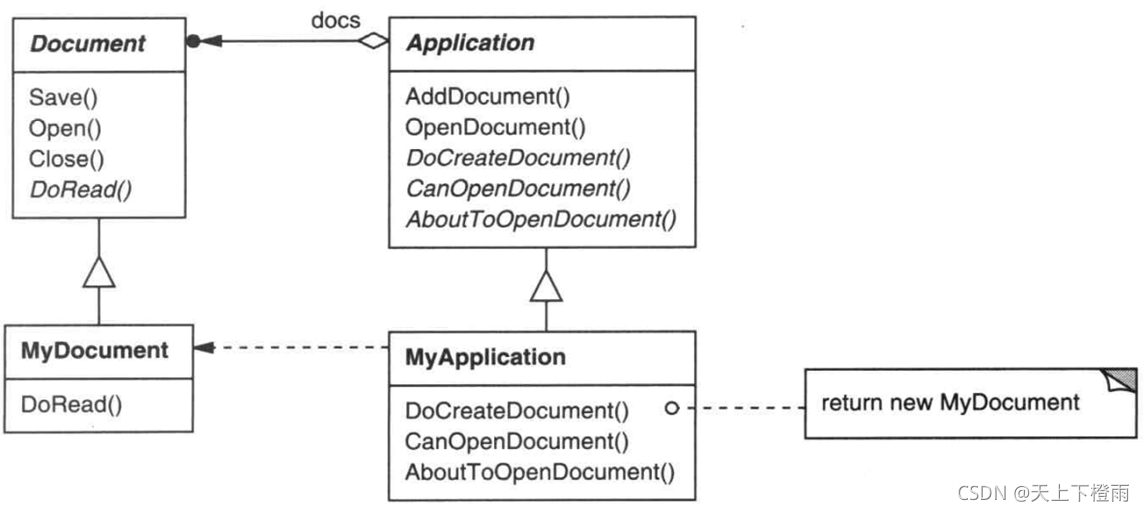 docs
Document
Save()
Open()
Close()
DoRead()
Application
AddDocument()
OpenDocument()
DoCreateDocument()
CanOpenDocument()
AboutToOpenDocument()
MyDocument
DoRead()
MyApplication
DoCreateDocument()
CanOpenDocument()
AboutToOpenDocument()
return new MyDocument
CSDN @天上下橙雨